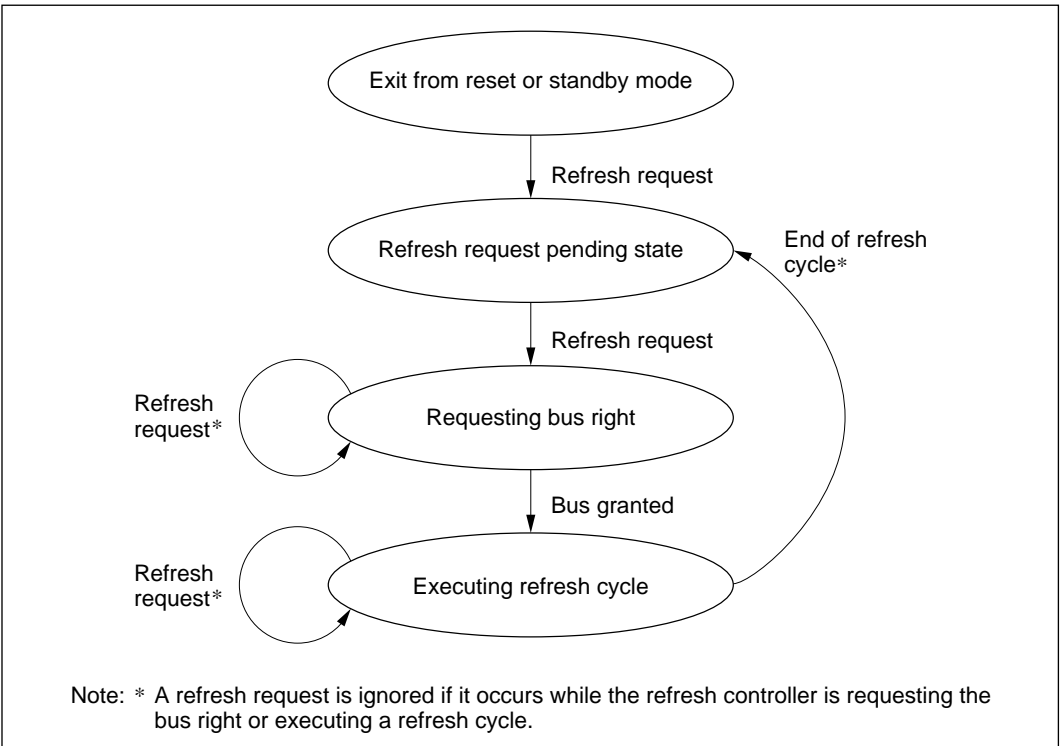 Exit from reset or standby mode
Refresh request
Refresh request pending state
End of refresh
cycle*
Refresh request
Refresh
request*
Requesting bus right
Bus granted
Refresh
request*
Executing refresh cycle
Note: * A refresh request is ignored if it occurs while the refresh controller is requesting the
bus right or executing a refresh cycle.